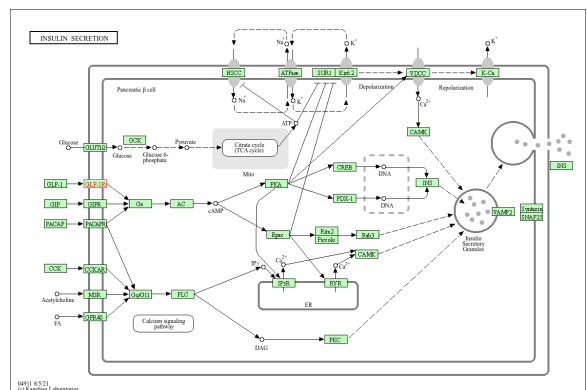 INSULIN SECRETION
Na+
K+
K+
NSCC
ATPase
SUR1
Kir6.2
VDCC
K-Ca
Pancreatic β cell
Depolarization
Repolarization
Na+
K+
Ca2+
ATP
CAMK
Glucose
GLUT1/2
Glucose
GCK
Glucose 6-
phosphate
Pyruvate
Citrate cycle
(TCA cycle)
Mito
INS
GLP-1
GLP-1R
GIP
GIPR
Gs
AC
cAMP
PKA
CREB
DNA
PDX-1
DNA
INS
PACAP
PACAPR
VAMP2
Syntaxin
SNAP25
Insulin
Secretory
Granules
Epac
Rim2
Piccolo
Rab3
CAMK
CCK
CCKAR
IP3
Ca2+
Ca2+
Acetylcholine
M3R
Gq/G11
PLC
IP3R
RYR
ER
FA
GPR40
Calcium signaling
pathway
DAG
PKC
04911 8/5/21
(c) Kanehisa Laboratories